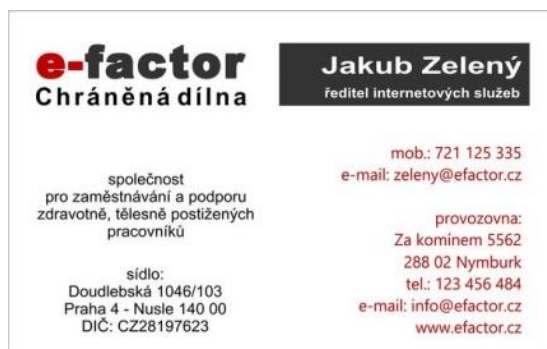 e-factor
Chráněná dílna
Jakub Zelený
ředitel internetových služeb
společnost
pro zaměstnávání a podporu
zdravotně, tělesně postižených
pracovníků
sídlo:
Doudlebská 1046/103
Praha 4 - Nusle 140 00
DIČ: CZ28197623
mob.: 721 125 335
e-mail: zeleny@efactor.cz
provozovna:
Za komínem 5562
288 02 Nymburk
tel.: 123 456 484
e-mail: info@efactor.cz
www.efactor.cz